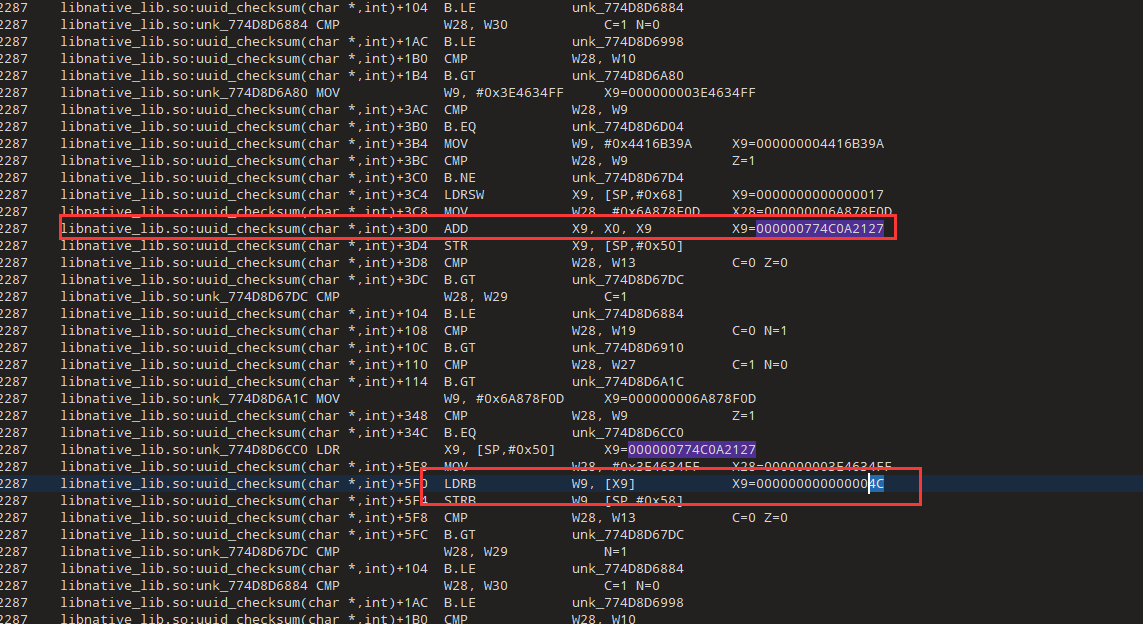 2287 libnative_lib.so:uuid_checksum(char *,int)+104 B.LE unk_774D8D6884
2287 libnative_lib.so:unk_774D8D6884 CMP W28, W30 C=1 N=0
2287 libnative_lib.so:uuid_checksum(char *,int)+1AC B.LE unk_774D8D6998
2287 libnative_lib.so:uuid_checksum(char *,int)+1B0 CMP W28, W10
2287 libnative_lib.so:uuid_checksum(char *,int)+1B4 B.GT unk_774D8D6A80
2287 libnative_lib.so:unk_774D8D6A80 MOV W9, #0x3E4634FF X9=000000003E4634FF
2287 libnative_lib.so:uuid_checksum(char *,int)+3AC CMP W28, W9
2287 libnative_lib.so:uuid_checksum(char *,int)+3B0 B.EQ unk_774D8D6D04
2287 libnative_lib.so:uuid_checksum(char *,int)+3B4 MOV W9, #0x4416B39A X9=000000004416B39A
2287 libnative_lib.so:uuid_checksum(char *,int)+3BC CMP W28, W9 Z=1
2287 libnative_lib.so:uuid_checksum(char *,int)+3C0 B.NE unk_774D8D67D4
2287 libnative_lib.so:uuid_checksum(char *,int)+3C4 LDRSW X9, [SP,#0x68] X9=0000000000000017
2287 libnative_lib.so:uuid_checksum(char *,int)+3C8 MOV W28, #0x6A878F0D X28=000000006A878F0D
2287 libnative_lib.so:uuid_checksum(char *,int)+3D0 ADD X9, X0, X9 X9=000000774C0A2127
2287 libnative_lib.so:uuid_checksum(char *,int)+3D4 STR X9, [SP,#0x50]
2287 libnative_lib.so:uuid_checksum(char *,int)+3D8 CMP W28, W13 C=0 Z=0
2287 libnative_lib.so:uuid_checksum(char *,int)+3DC B.GT unk_774D8D67DC
2287 libnative_lib.so:unk_774D8D67DC CMP W28, W29 C=1
2287 libnative_lib.so:uuid_checksum(char *,int)+104 B.LE unk_774D8D6884
2287 libnative_lib.so:uuid_checksum(char *,int)+108 CMP W28, W19 C=0 N=1
2287 libnative_lib.so:uuid_checksum(char *,int)+10C B.GT unk_774D8D6910
2287 libnative_lib.so:uuid_checksum(char *,int)+110 CMP W28, W27 C=1 N=0
2287 libnative_lib.so:uuid_checksum(char *,int)+114 B.GT unk_774D8D6A1C
2287 libnative_lib.so:unk_774D8D6A1C MOV W9, #0x6A878F0D X9=000000006A878F0D
2287 libnative_lib.so:uuid_checksum(char *,int)+348 CMP W28, W9 Z=1
2287 libnative_lib.so:uuid_checksum(char *,int)+34C B.EQ unk_774D8D6CC0
2287 libnative_lib.so:unk_774D8D6CC0 LDR X9, [SP,#0x50] X9=000000774C0A2127
2287 libnative_lib.so:uuid_checksum(char *,int)+5E8 MOV W28, #0x3E4634FF X28=000000003E4634FF
2287 libnative_lib.so:uuid_checksum(char *,int)+5F0 LDRB W9, [X9] X9=000000000000004C
2287 libnative_lib.so:uuid_checksum(char *,int)+5F4 STRB W9, [SP,#0x58]
2287 libnative_lib.so:uuid_checksum(char *,int)+5F8 CMP W28, W13 C=0 Z=0
2287 libnative_lib.so:uuid_checksum(char *,int)+5FC B.GT unk_774D8D67DC
2287 libnative_lib.so:unk_774D8D67DC CMP W28, W29 N=1
2287 libnative_lib.so:uuid_checksum(char *,int)+104 B.LE unk_774D8D6884
2287 libnative_lib.so:unk_774D8D6884 CMP W28, W30 C=1 N=0
2287 libnative_lib.so:uuid_checksum(char *,int)+1AC B.LE unk_774D8D6998
2287 libnative_lib.so:uuid_checksum(char *,int)+1B0 CMP W28, W10